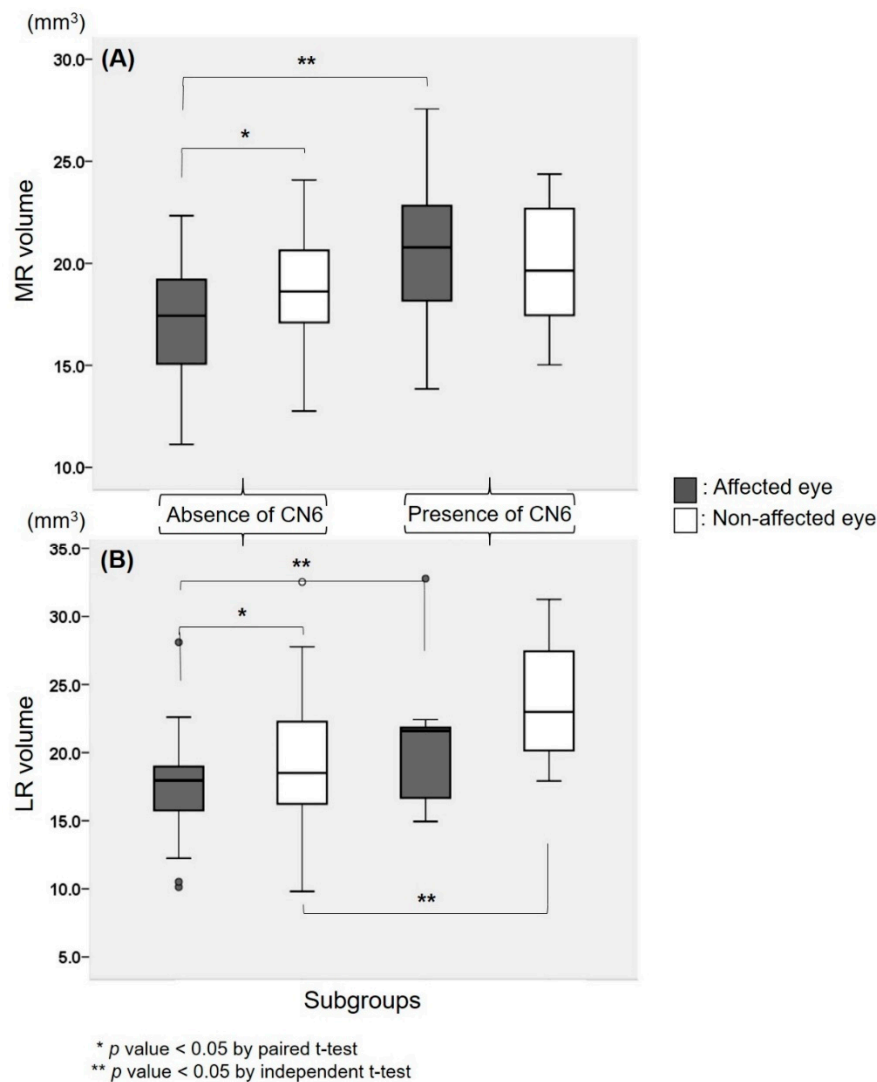 (mm³)
(A)
30.0
25.0
20.0
15.0
10.0
MR volume
**
*
Absence of CN6
Presence of CN6
: Affected eye
: Non-affected eye
(mm³)
(B)
35.0
30.0
25.0
20.0
15.0
10.0
5.0
LR volume
**
*
**
Subgroups
* p value < 0.05 by paired t-test
** p value < 0.05 by independent t-test